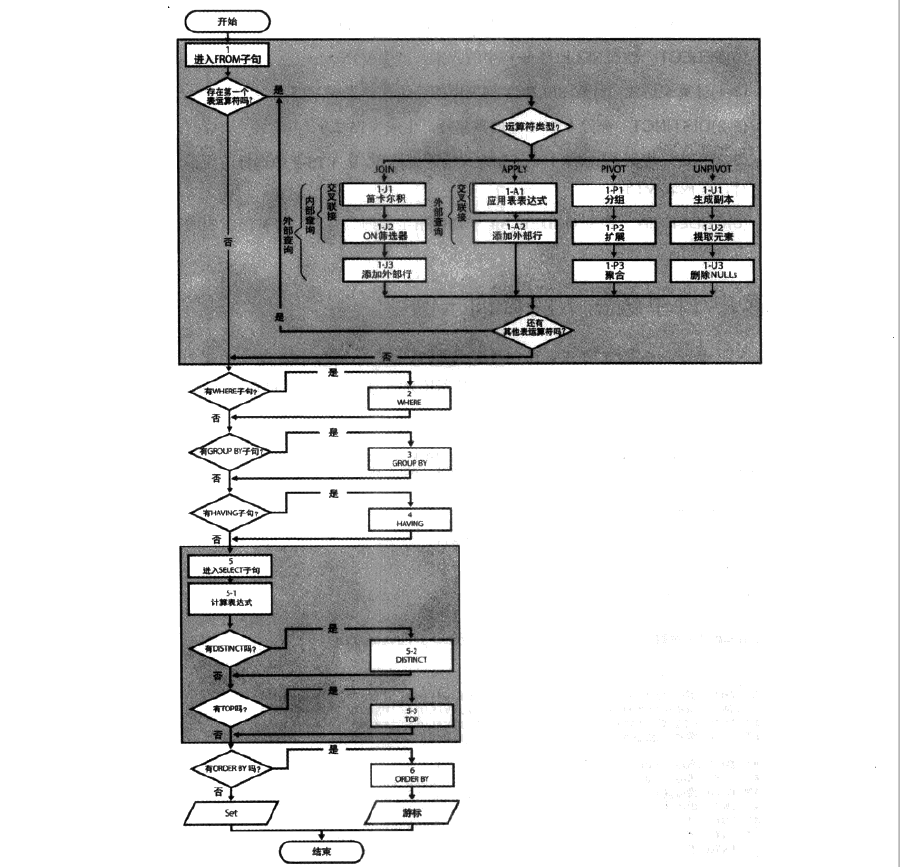 开始
1
进入FROM子句
存在第一个
表运算符吗?
是
运算符类型?
JOIN
APPLY
PIVOT
UNPIVOT
外部查询
内部查询
交叉联接
1-J1
笛卡尔积
1-J2
ON筛选器
1-J3
添加外部行
外部查询
交叉联接
1-A1
应用表表达式
1-A2
添加外部行
1-P1
分组
1-P2
扩展
1-P3
聚合
1-U1
生成副本
1-U2
提取元素
1-U3
删除NULLs
否
是
还有
其他表运算符吗?
否
有WHERE子句?
是
2
WHERE
否
有GROUP BY子句?
是
3
GROUP BY
否
有HAVING子句?
是
4
HAVING
否
5
进入SELECT子句
5-1
计算表达式
有DISTINCT吗?
是
5-2
DISTINCT
否
有TOP吗?
是
5-3
TOP
否
有ORDER BY吗?
是
6
ORDER BY
否
Set
游标
结束